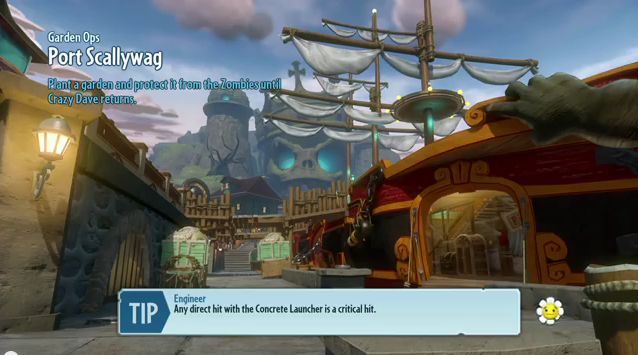 Garden Ops
Port Scallywag
Plant a garden and protect it from the Zombies until
Crazy Dave returns.
TIP
Engineer
Any direct hit with the Concrete Launcher is a critical hit.